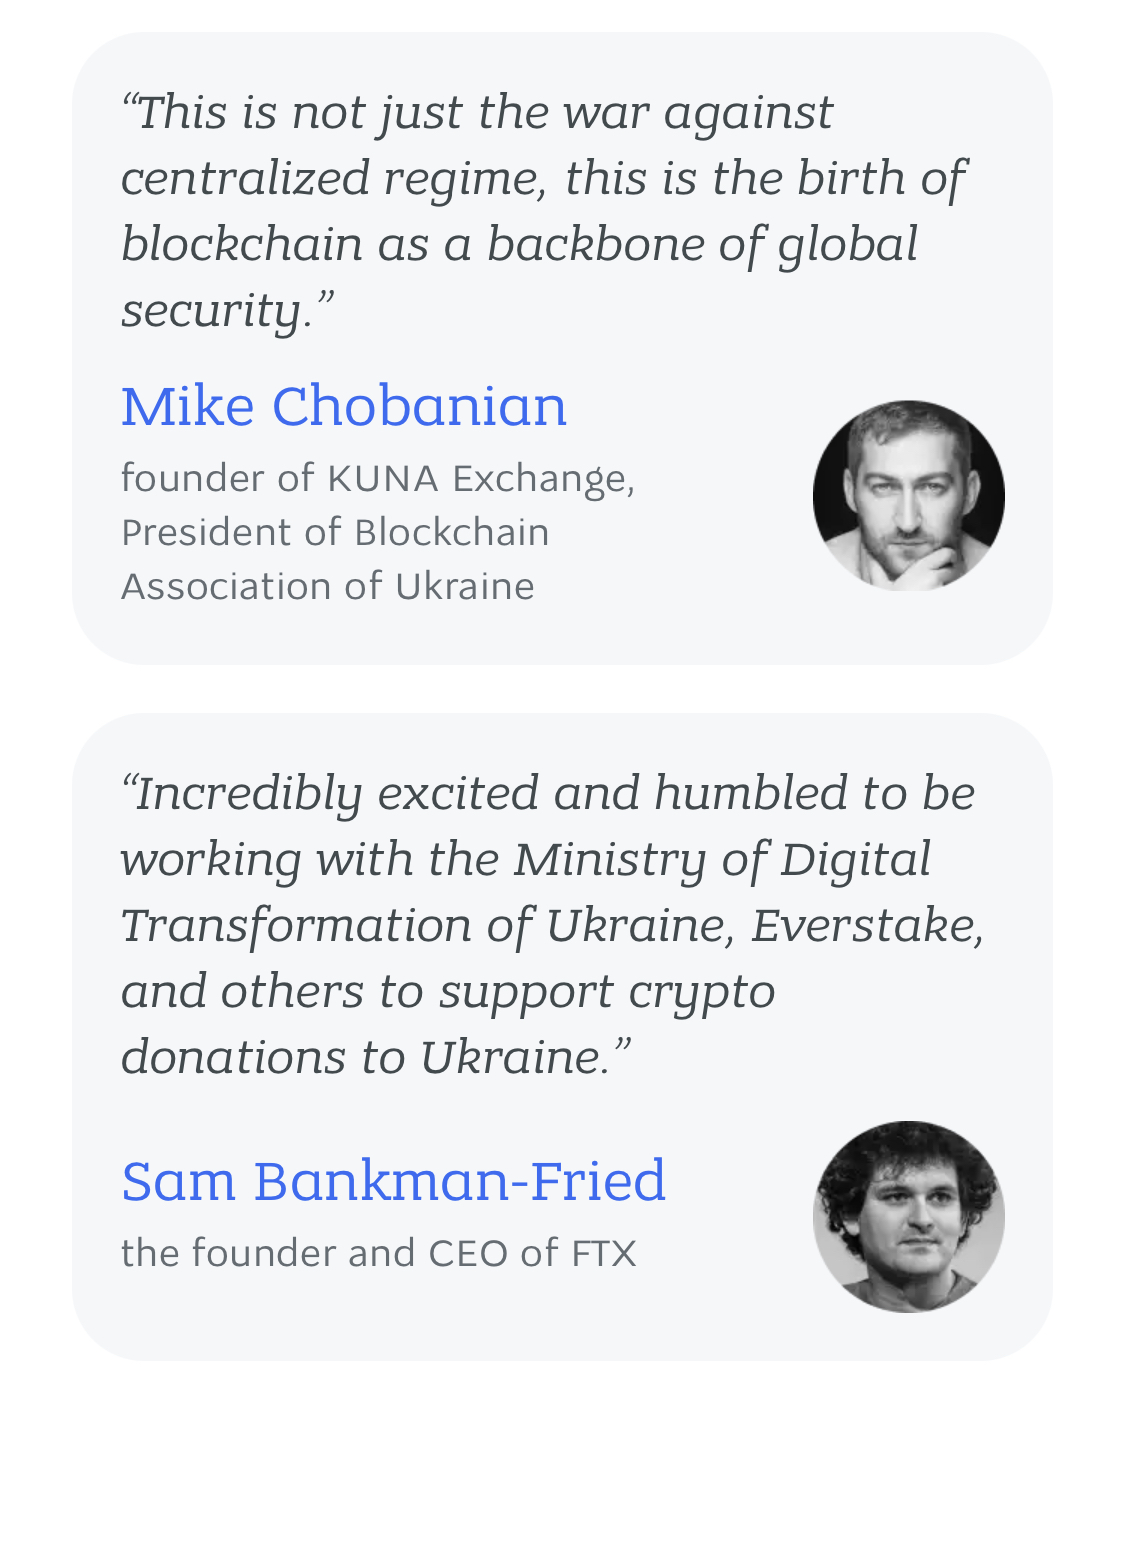 “This is not just the war against
centralized regime, this is the birth of
blockchain as a backbone of global
security.”
Mike Chobanian
founder of KUNA Exchange,
President of Blockchain
Association of Ukraine
“Incredibly excited and humbled to be
working with the Ministry of Digital
Transformation of Ukraine, Everstake,
and others to support crypto
donations to Ukraine.”
Sam Bankman-Fried
the founder and CEO of FTX